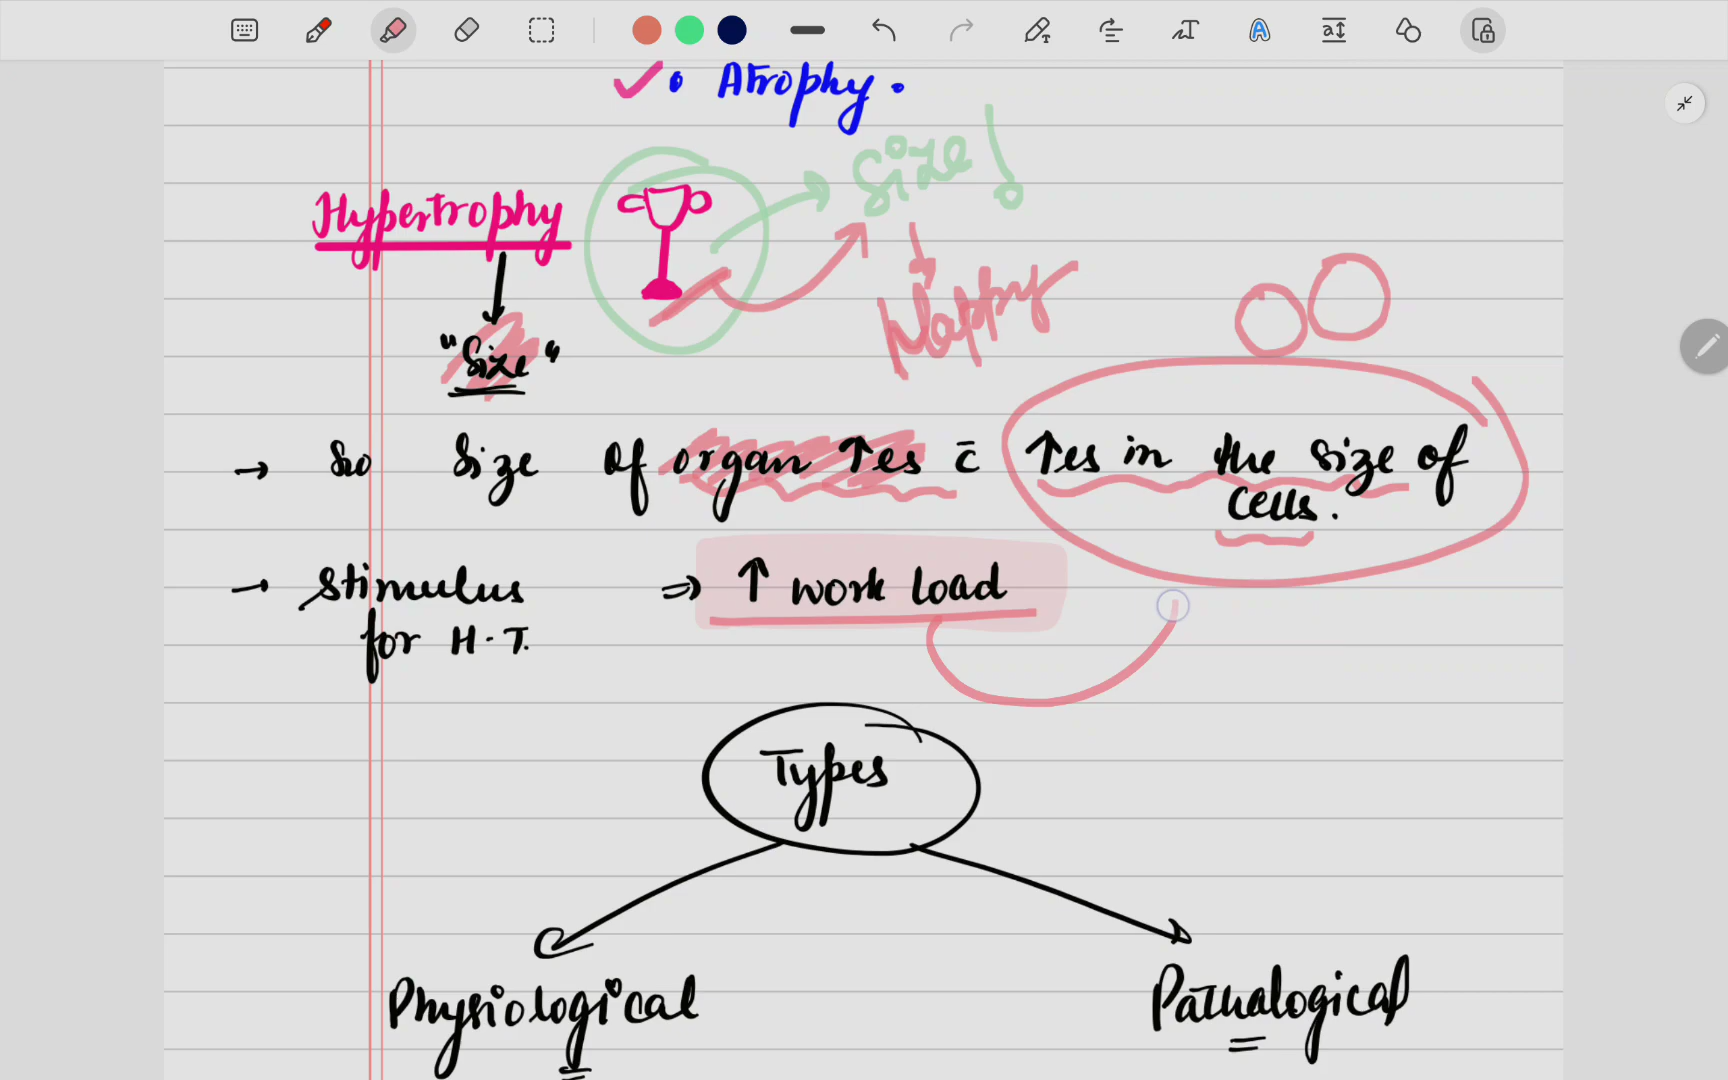 • Atrophy.
Size!
Hypertrophy
Happy
"Size"
→ So Size of organ ↑es c̄ ↑es in the size of
cells.
→ Stimulus ⇒ ↑ work load
for H.T.
Types
Physiological Pathalogical